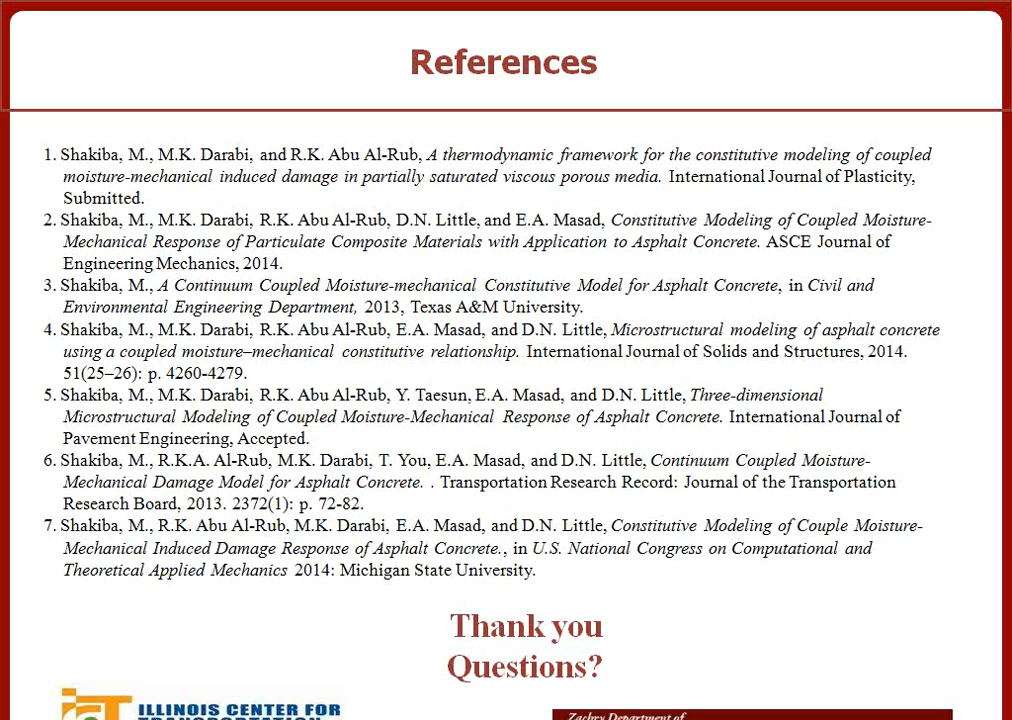 References
1. Shakiba, M., M.K. Darabi, and R.K. Abu Al-Rub, A thermodynamic framework for the constitutive modeling of coupled
moisture-mechanical induced damage in partially saturated viscous porous media. International Journal of Plasticity,
Submitted.
2. Shakiba, M., M.K. Darabi, R.K. Abu Al-Rub, D.N. Little, and E.A. Masad, Constitutive Modeling of Coupled Moisture-
Mechanical Response of Particulate Composite Materials with Application to Asphalt Concrete. ASCE Journal of
Engineering Mechanics, 2014.
3. Shakiba, M., A Continuum Coupled Moisture-mechanical Constitutive Model for Asphalt Concrete, in Civil and
Environmental Engineering Department, 2013, Texas A&M University.
4. Shakiba, M., M.K. Darabi, R.K. Abu Al-Rub, E.A. Masad, and D.N. Little, Microstructural modeling of asphalt concrete
using a coupled moisture–mechanical constitutive relationship. International Journal of Solids and Structures, 2014.
51(25–26): p. 4260-4279.
5. Shakiba, M., M.K. Darabi, R.K. Abu Al-Rub, Y. Taesun, E.A. Masad, and D.N. Little, Three-dimensional
Microstructural Modeling of Coupled Moisture-Mechanical Response of Asphalt Concrete. International Journal of
Pavement Engineering, Accepted.
6. Shakiba, M., R.K.A. Al-Rub, M.K. Darabi, T. You, E.A. Masad, and D.N. Little, Continuum Coupled Moisture-
Mechanical Damage Model for Asphalt Concrete. . Transportation Research Record: Journal of the Transportation
Research Board, 2013. 2372(1): p. 72-82.
7. Shakiba, M., R.K. Abu Al-Rub, M.K. Darabi, E.A. Masad, and D.N. Little, Constitutive Modeling of Couple Moisture-
Mechanical Induced Damage Response of Asphalt Concrete., in U.S. National Congress on Computational and
Theoretical Applied Mechanics 2014: Michigan State University.
Thank you
Questions?
ILLINOIS CENTER FOR
TRANSPORTATION
Zachry Department of